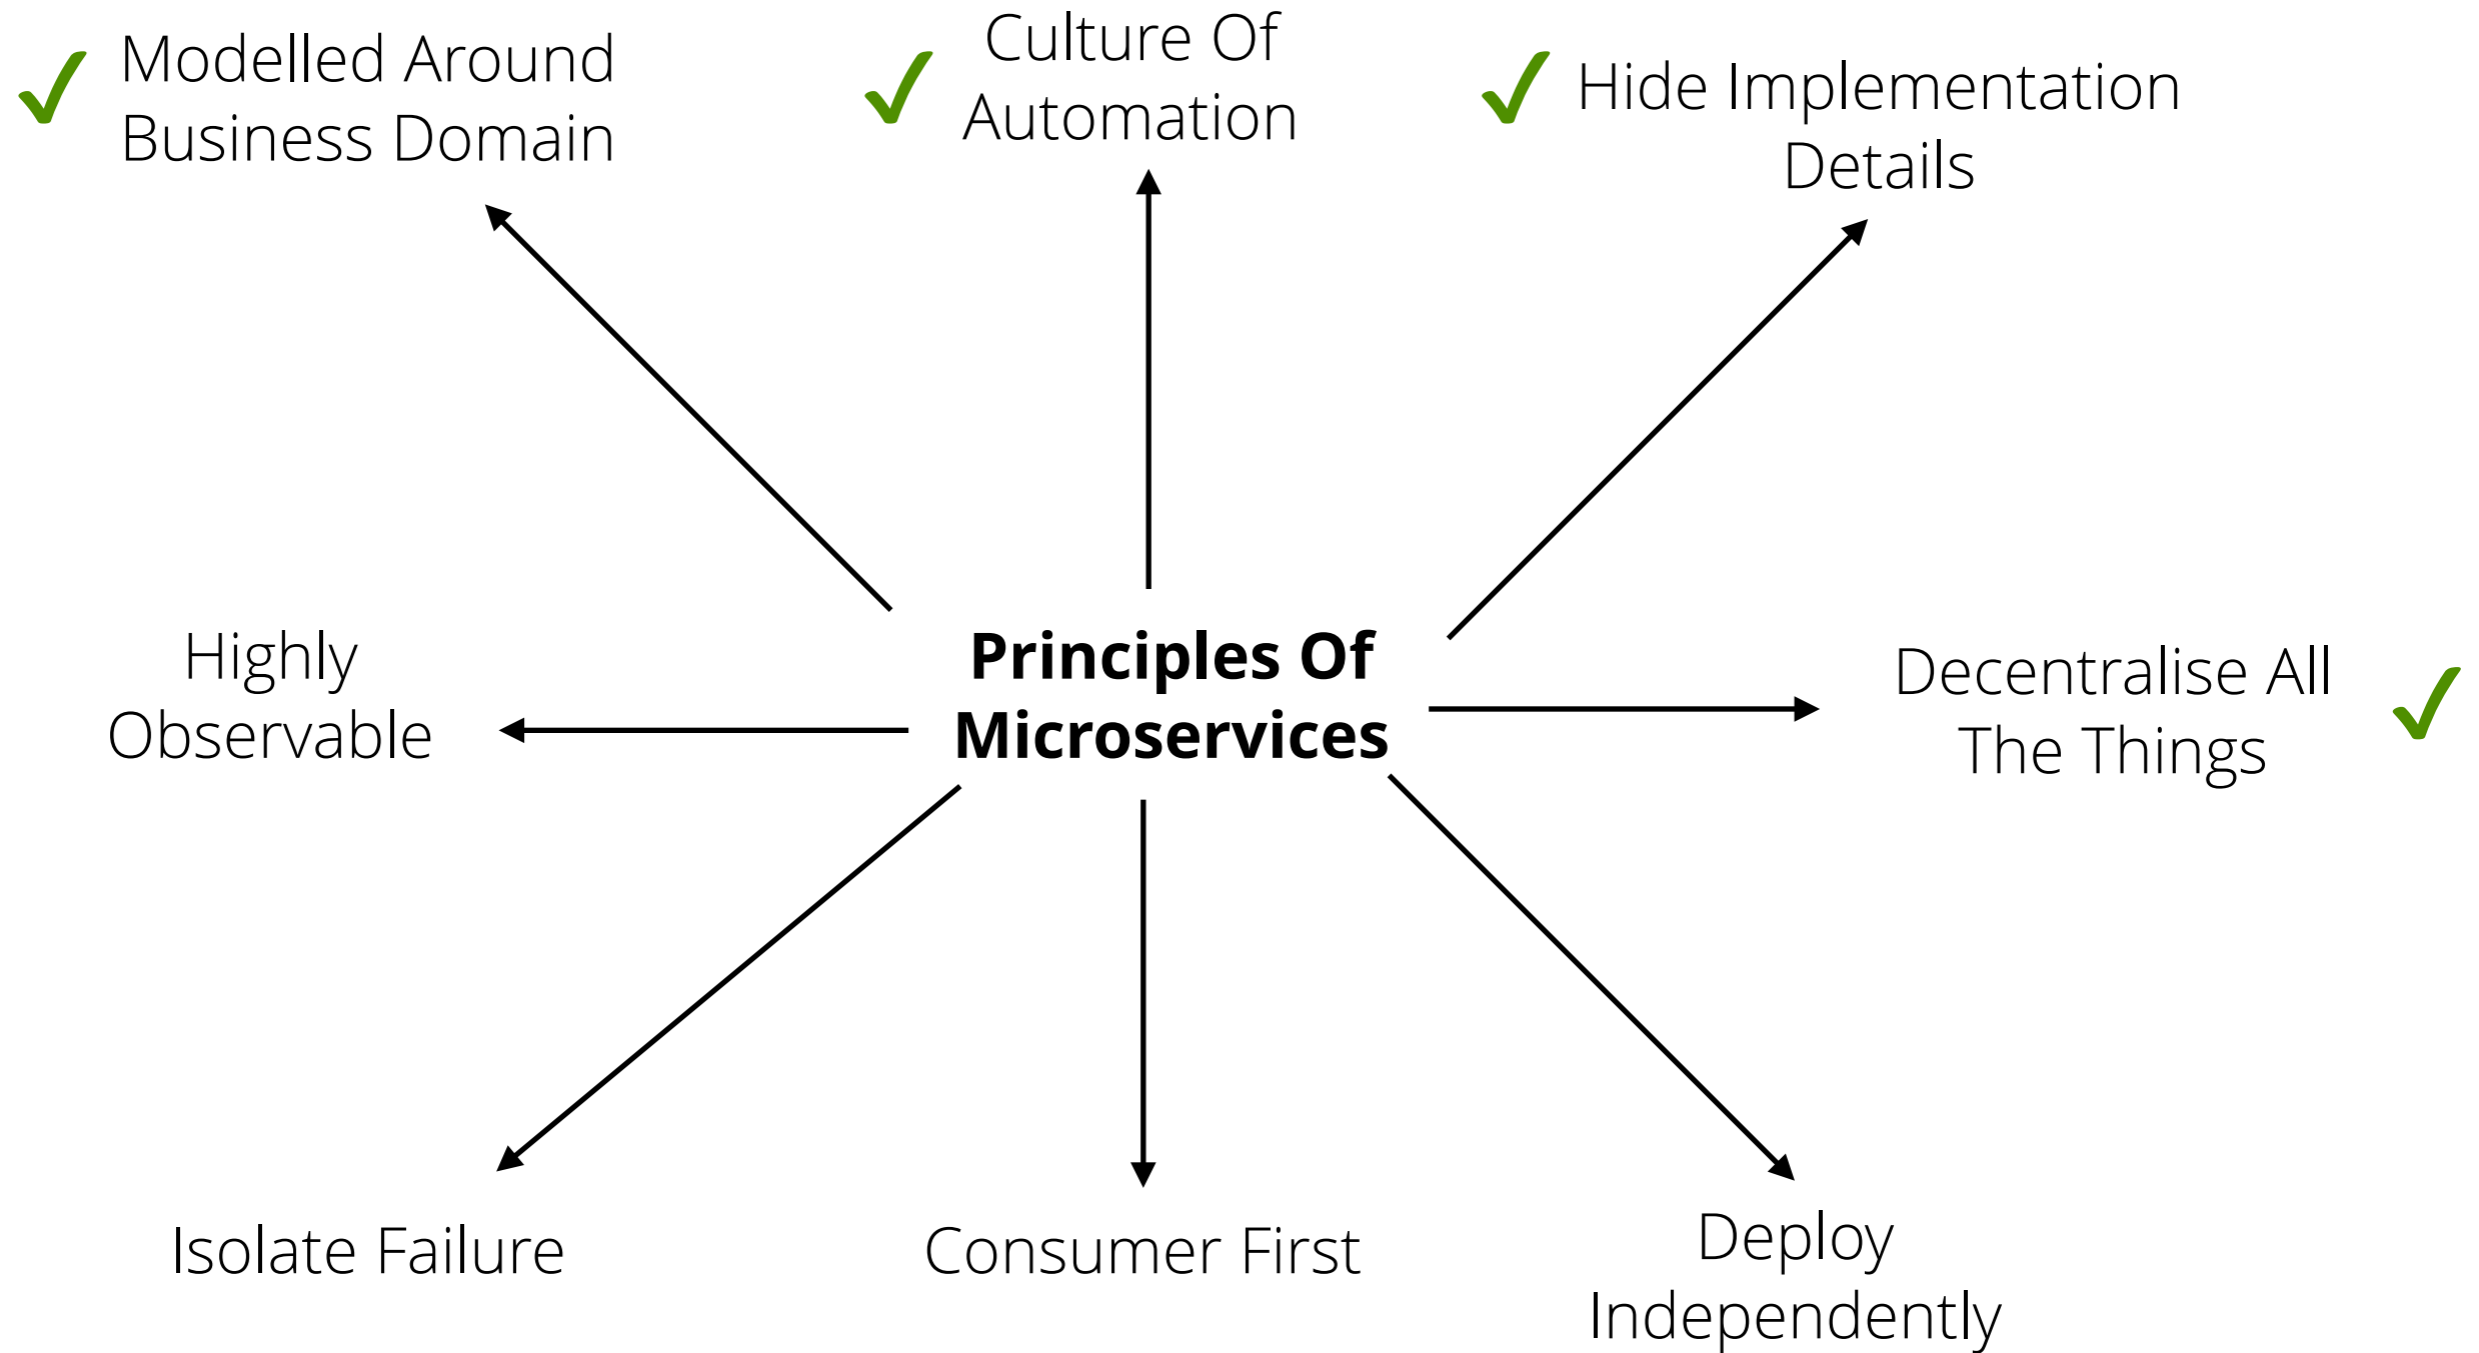 Modelled Around
Business Domain
Culture Of
Automation
Hide Implementation
Details
Highly
Observable
Principles Of
Microservices
Decentralise All
The Things
Isolate Failure
Consumer First
Deploy
Independently